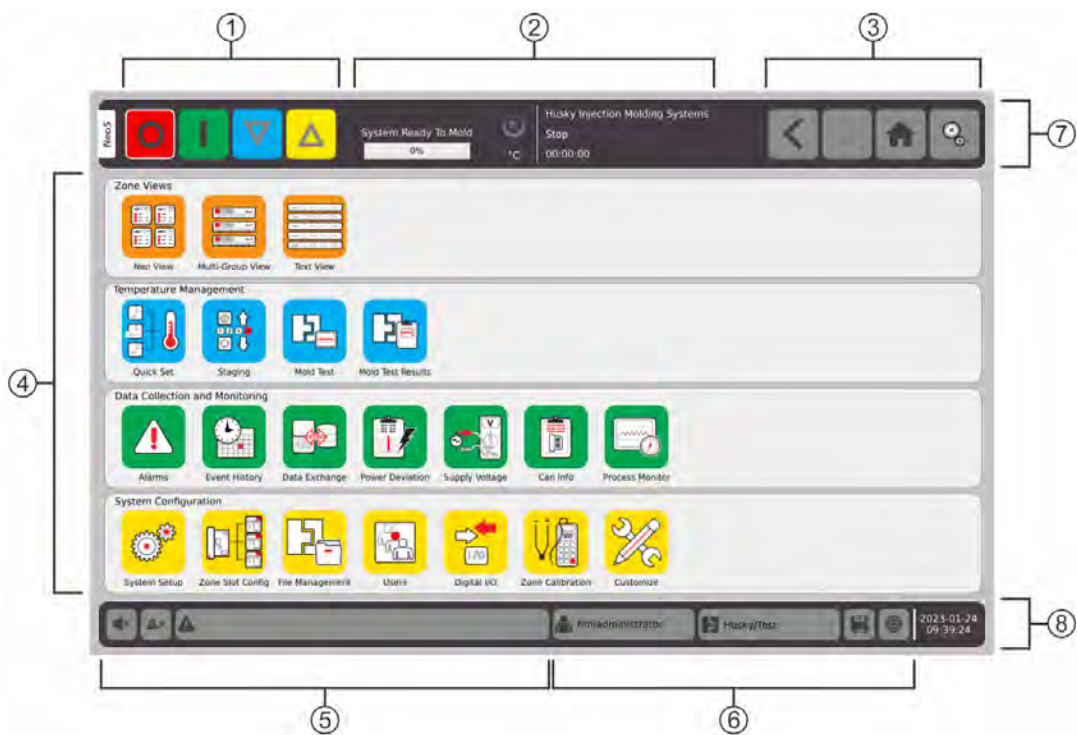 1
2
3
Neo5
System Ready To Mold
0%
°C
Husky Injection Molding Systems
Stop
00:00:00
7
4
Zone Views
Neo View
Multi-Group View
Text View
Temperature Management
Quick Set
Staging
Mold Test
Mold Test Results
Data Collection and Monitoring
Alarms
Event History
Data Exchange
Power Deviation
V
Supply Voltage
Can Info
Process Monitor
System Configuration
System Setup
Zone Slot Config
File Management
Users
I/O
Digital I/O
Zone Calibration
Customize
hmiadministrator
Husky/Test
2023-01-24
09:39:24
8
5
6